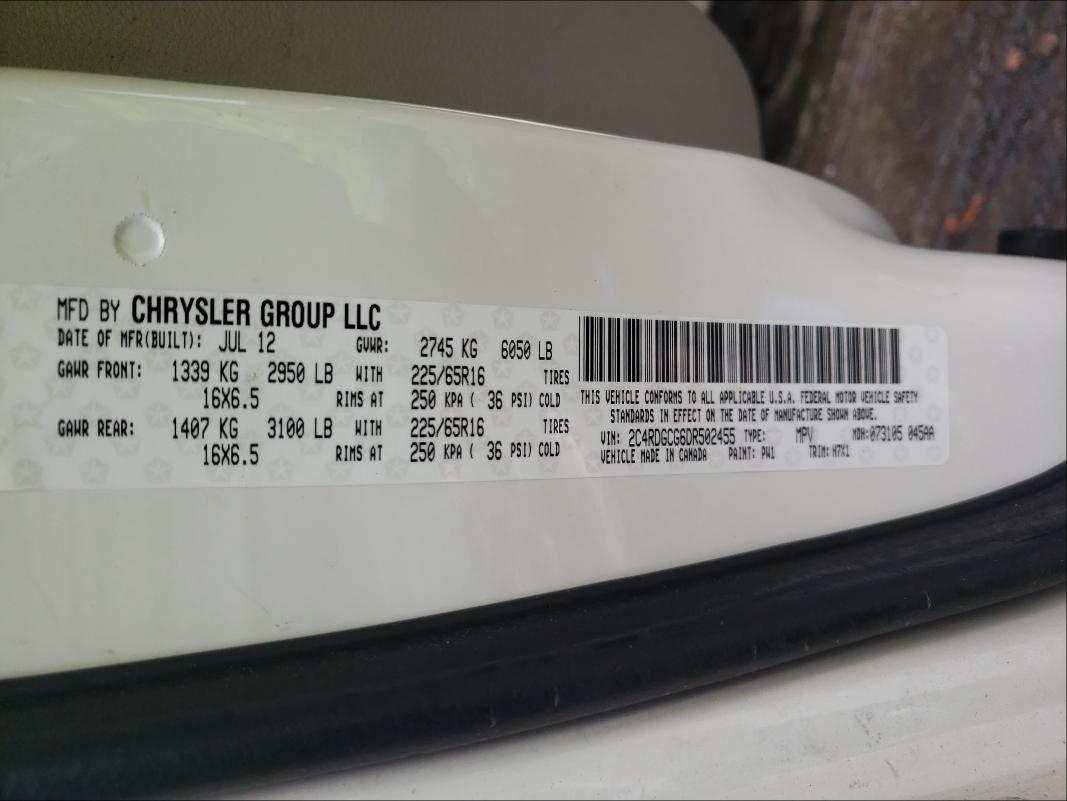 MFD BY CHRYSLER GROUP LLC
DATE OF MFR(BUILT): JUL 12 GVWR: 2745 KG 6050 LB
GAWR FRONT: 1339 KG 2950 LB WITH 225/65R16 TIRES
16X6.5 RIMS AT 250 KPA ( 36 PSI) COLD
GAWR REAR: 1407 KG 3100 LB WITH 225/65R16 TIRES
16X6.5 RIMS AT 250 KPA ( 36 PSI) COLD
THIS VEHICLE CONFORMS TO ALL APPLICABLE U.S.A. FEDERAL MOTOR VEHICLE SAFETY
STANDARDS IN EFFECT ON THE DATE OF MANUFACTURE SHOWN ABOVE.
VIN: 2C4RDGCG6DR502455 TYPE: MPV MDH:073105 045AA
VEHICLE MADE IN CANADA PAINT: PW1 TRIM: H7X1